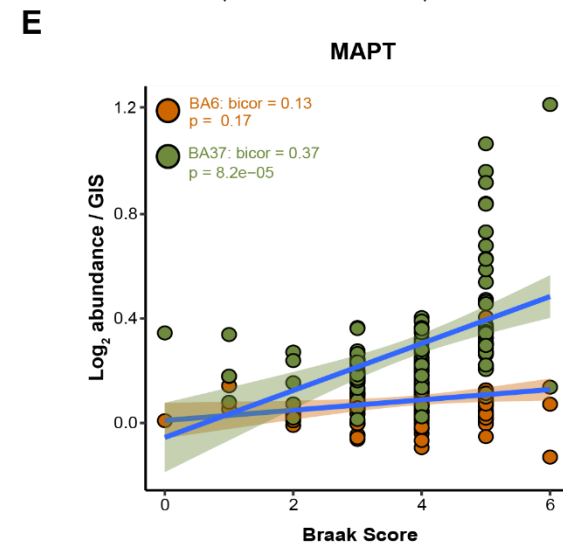 E
MAPT
BA6: bicor = 0.13
p = 0.17
BA37: bicor = 0.37
p = 8.2e−05
Log2 abundance / GIS
1.2
0.8
0.4
0.0
0
2
4
6
Braak Score